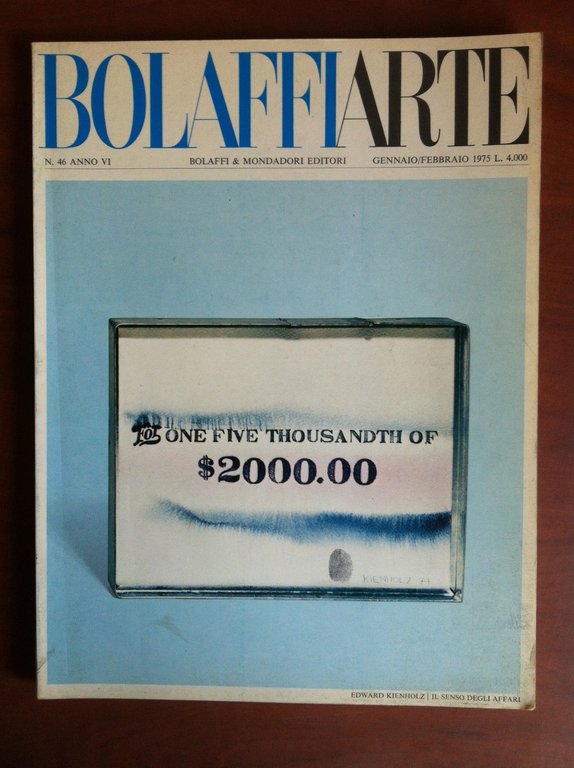 BOLAFFIARTE
N. 46 ANNO VI BOLAFFI & MONDADORI EDITORI GENNAIO/FEBBRAIO 1975 L. 4.000
For ONE FIVE THOUSANDTH OF
$2000.00
KIENHOLZ 74
EDWARD KIENHOLZ | IL SENSO DEGLI AFFARI